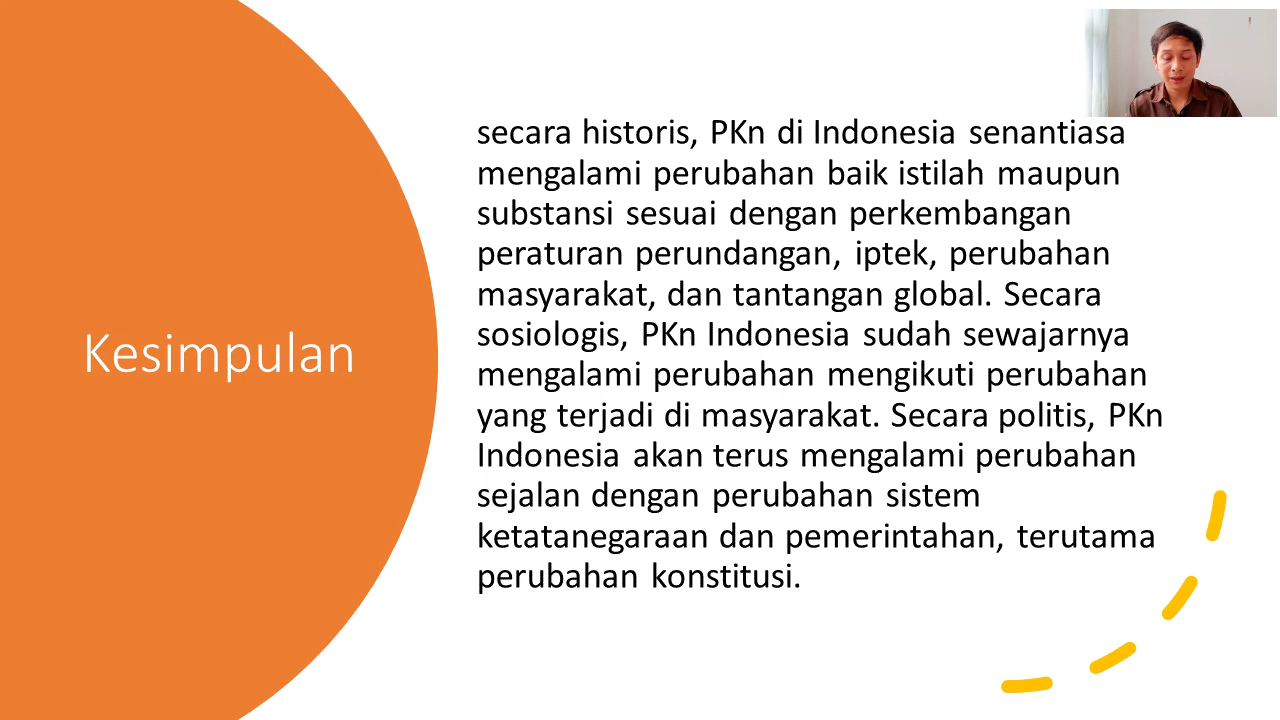 Kesimpulan
secara historis, PKn di Indonesia senantiasa
mengalami perubahan baik istilah maupun
substansi sesuai dengan perkembangan
peraturan perundangan, iptek, perubahan
masyarakat, dan tantangan global. Secara
sosiologis, PKn Indonesia sudah sewajarnya
mengalami perubahan mengikuti perubahan
yang terjadi di masyarakat. Secara politis, PKn
Indonesia akan terus mengalami perubahan
sejalan dengan perubahan sistem
ketatanegaraan dan pemerintahan, terutama
perubahan konstitusi.